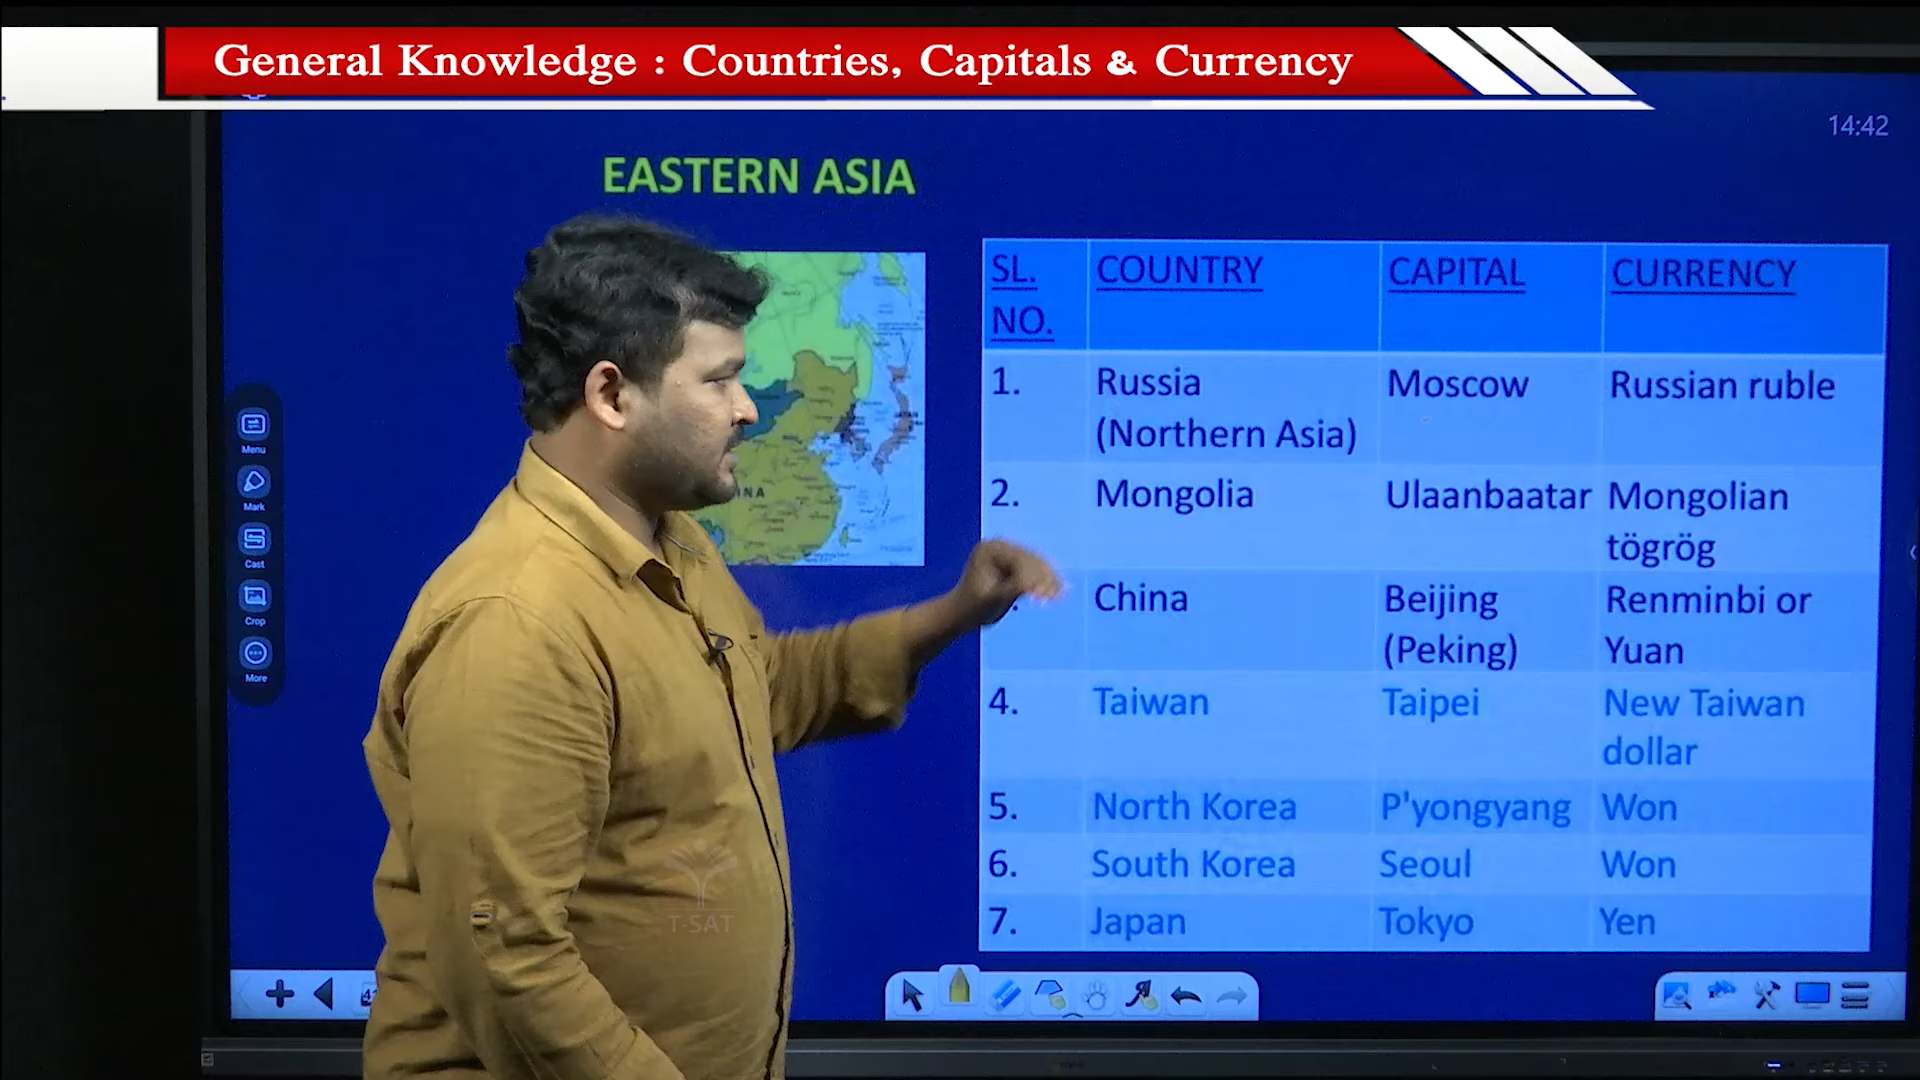 General Knowledge : Countries, Capitals & Currency
14:42
EASTERN ASIA
SL. NO. COUNTRY CAPITAL CURRENCY
1. Russia (Northern Asia) Moscow Russian ruble
2. Mongolia Ulaanbaatar Mongolian tögrög
China Beijing (Peking) Renminbi or Yuan
4. Taiwan Taipei New Taiwan dollar
5. North Korea P'yongyang Won
6. South Korea Seoul Won
7. Japan Tokyo Yen
Menu
Mark
Cast
Crop
More
T-SAT